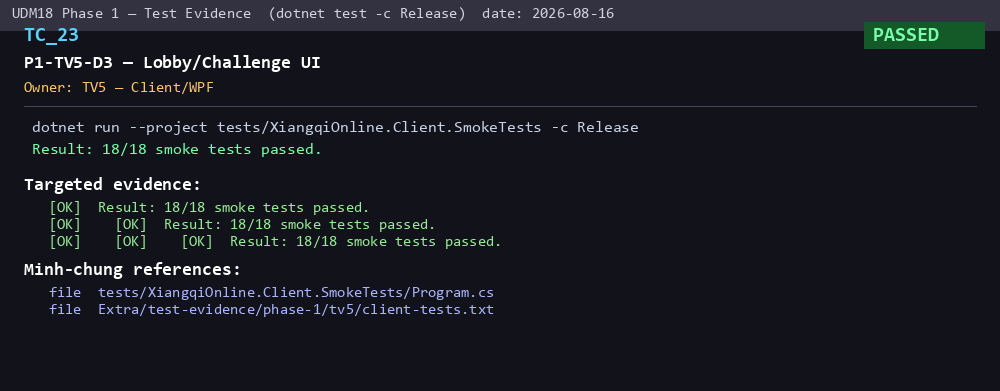 UDM18 Phase 1 — Test Evidence  (dotnet test -c Release)  date: 2026-08-16
TC_23
PASSED
P1-TV5-D3 — Lobby/Challenge UI
Owner: TV5 — Client/WPF
dotnet run --project tests/XiangqiOnline.Client.SmokeTests -c Release
Result: 18/18 smoke tests passed.
Targeted evidence:
[OK]  Result: 18/18 smoke tests passed.
[OK]    [OK]  Result: 18/18 smoke tests passed.
[OK]    [OK]    [OK]  Result: 18/18 smoke tests passed.
Minh-chung references:
file  tests/XiangqiOnline.Client.SmokeTests/Program.cs
file  Extra/test-evidence/phase-1/tv5/client-tests.txt